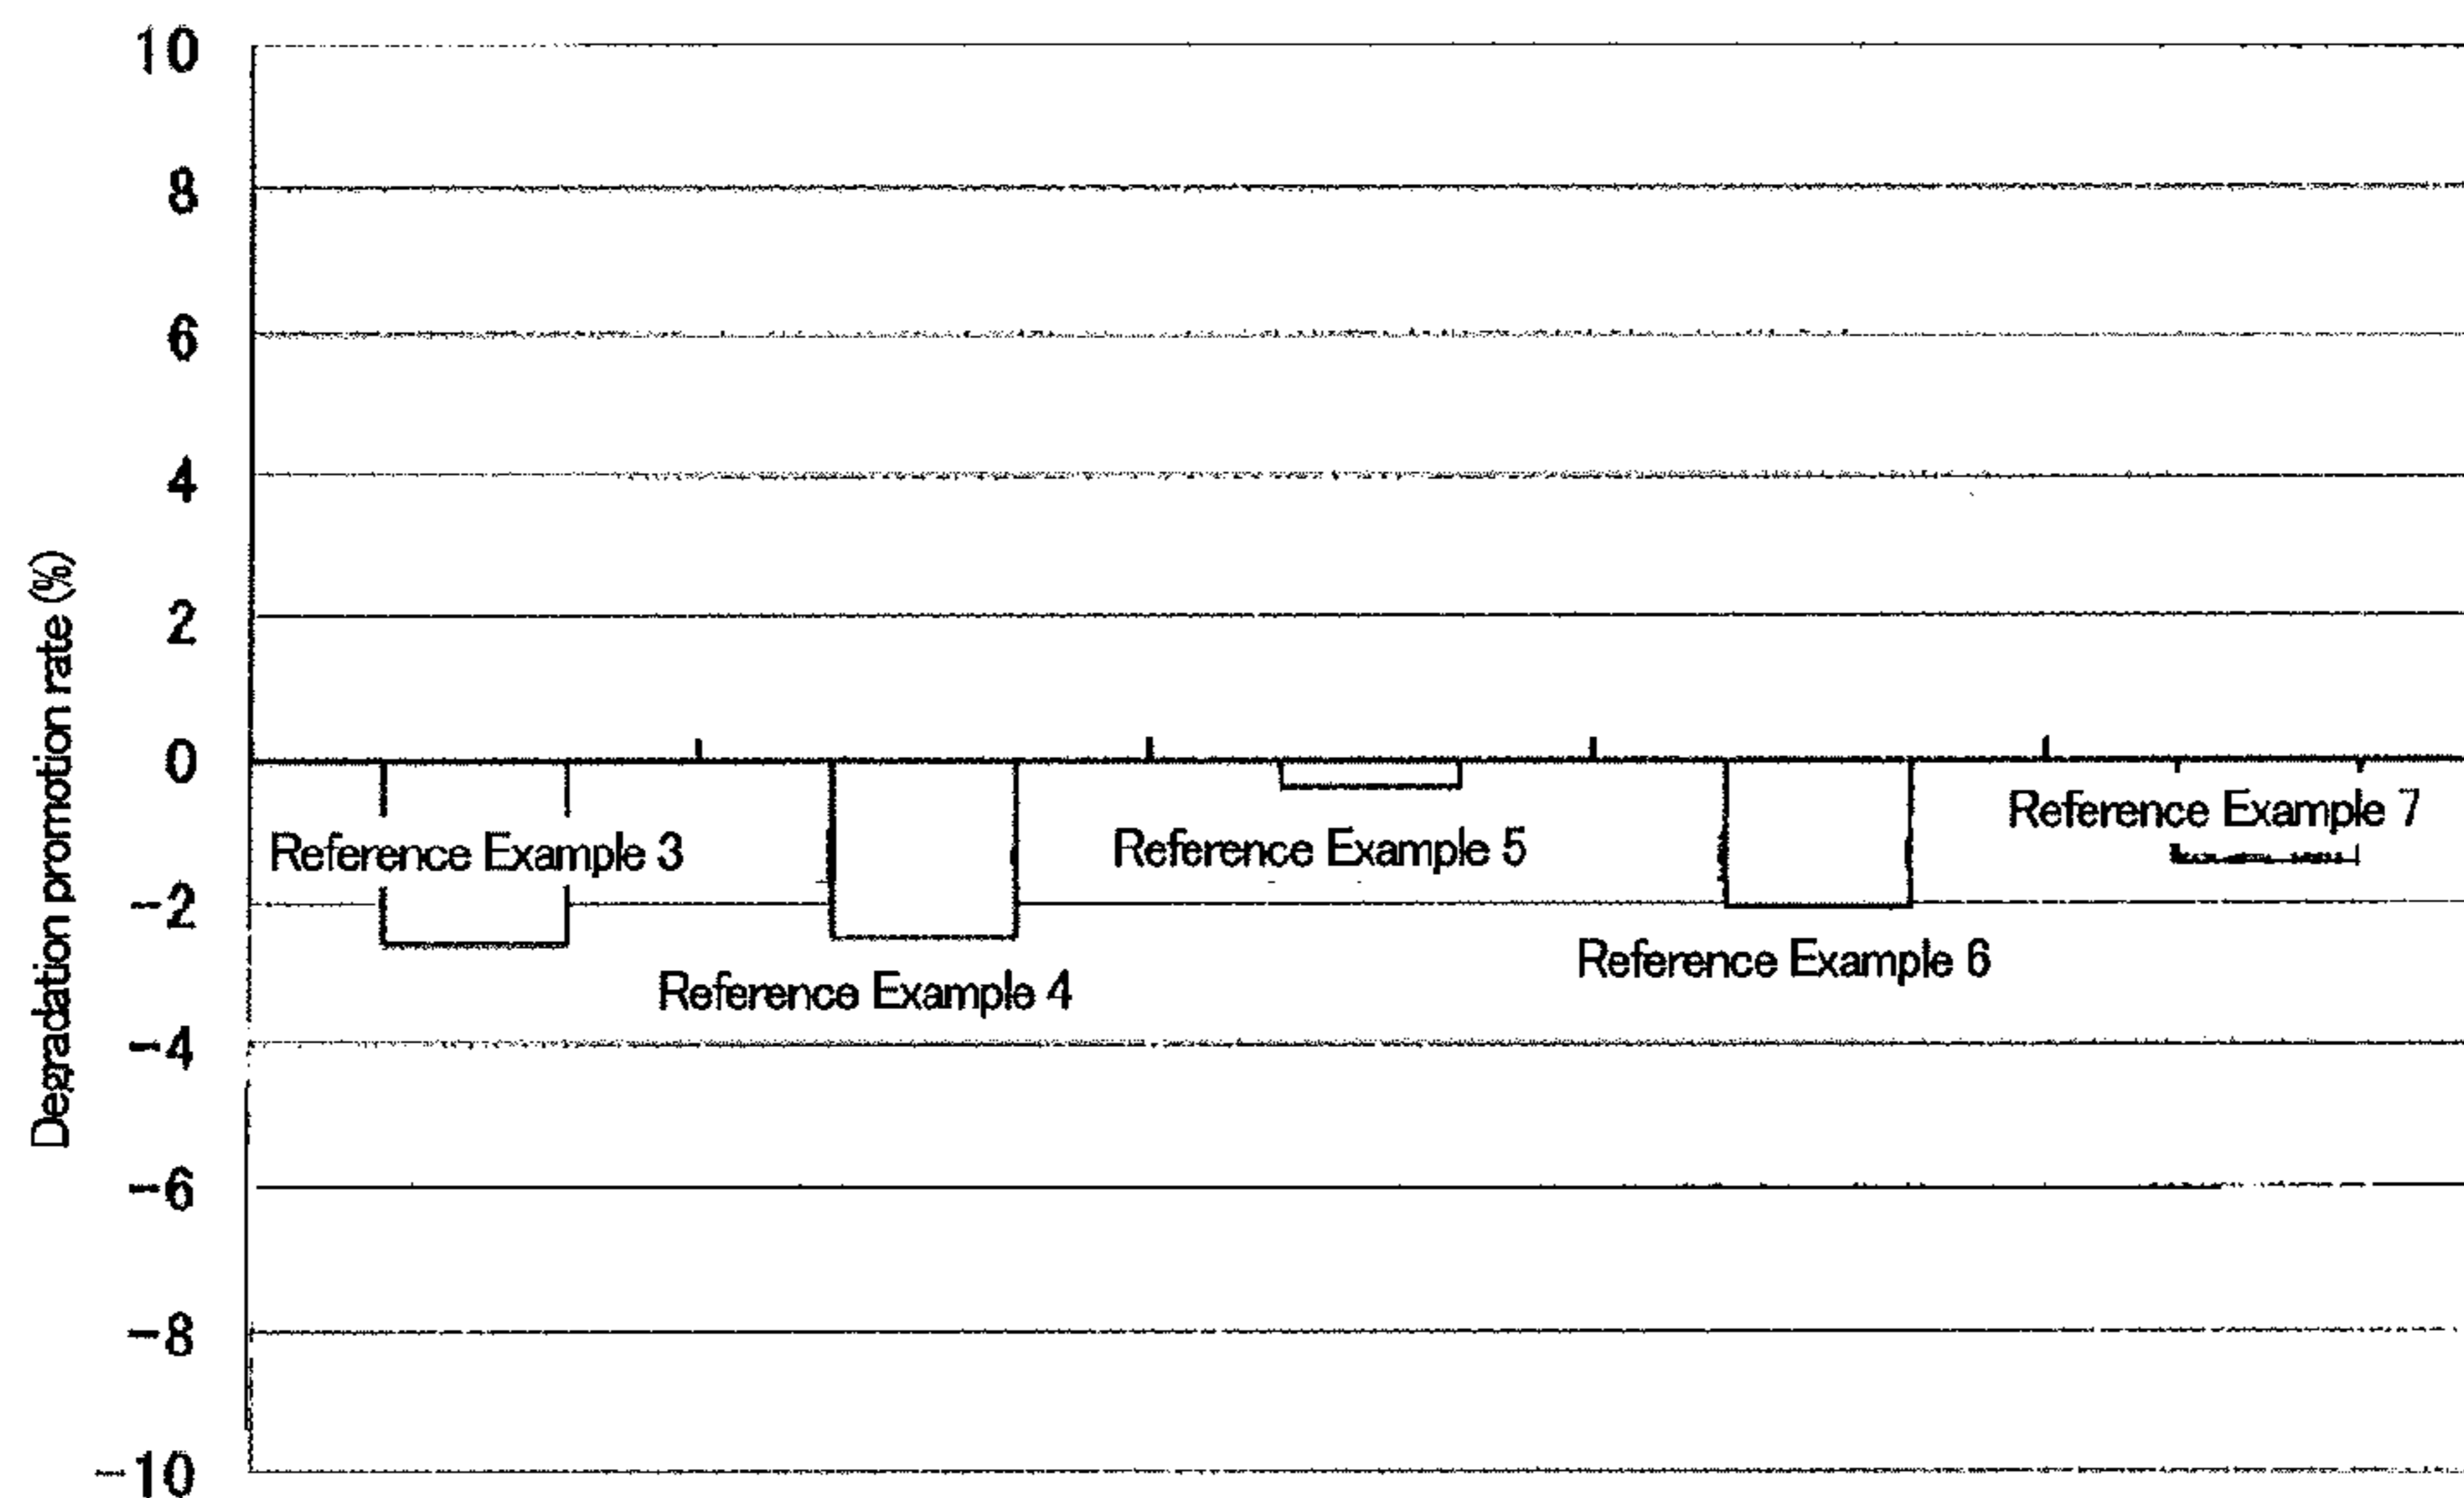 10
8
6
4
2
0
-2
-4
-6
-8
-10
Degradation promotion rate (%)
Reference Example 3
Reference Example 4
Reference Example 5
Reference Example 6
Reference Example 7